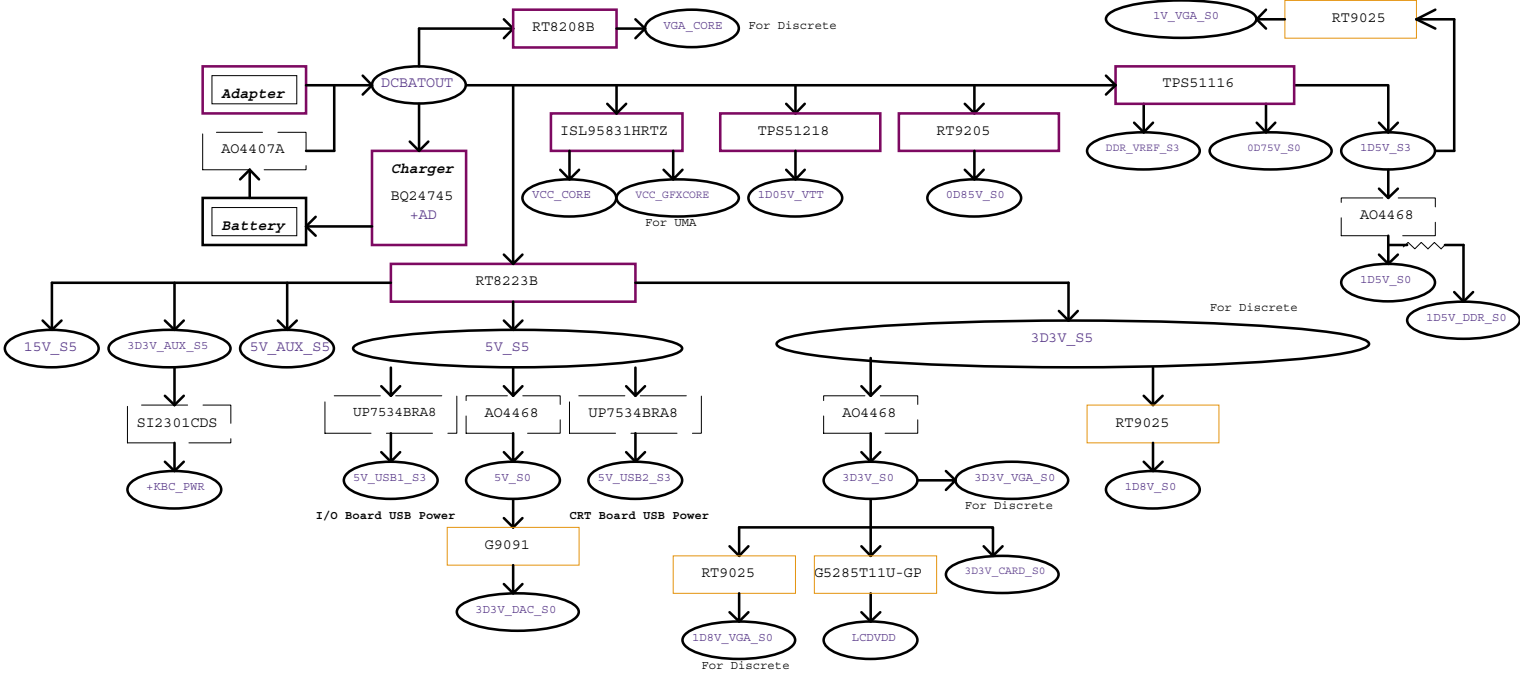 1V_VGA_S0
RT9025
RT8208B
VGA_CORE
For Discrete
Adapter
DCBATOUT
TPS51116
AO4407A
ISL95831HRTZ
TPS51218
RT9205
DDR_VREF_S3
0D75V_S0
1D5V_S3
Charger
BQ24745
+AD
Battery
VCC_CORE
VCC_GFXCORE
For UMA
1D05V_VTT
0D85V_S0
AO4468
1D5V_S0
1D5V_DDR_S0
RT8223B
For Discrete
15V_S5
3D3V_AUX_S5
5V_AUX_S5
5V_S5
3D3V_S5
SI2301CDS
UP7534BRA8
AO4468
UP7534BRA8
AO4468
RT9025
+KBC_PWR
5V_USB1_S3
5V_S0
5V_USB2_S3
3D3V_S0
3D3V_VGA_S0
1D8V_S0
For Discrete
I/O Board USB Power
CRT Board USB Power
G9091
RT9025
G5285T11U-GP
3D3V_CARD_S0
3D3V_DAC_S0
1D8V_VGA_S0
LCDVDD
For Discrete